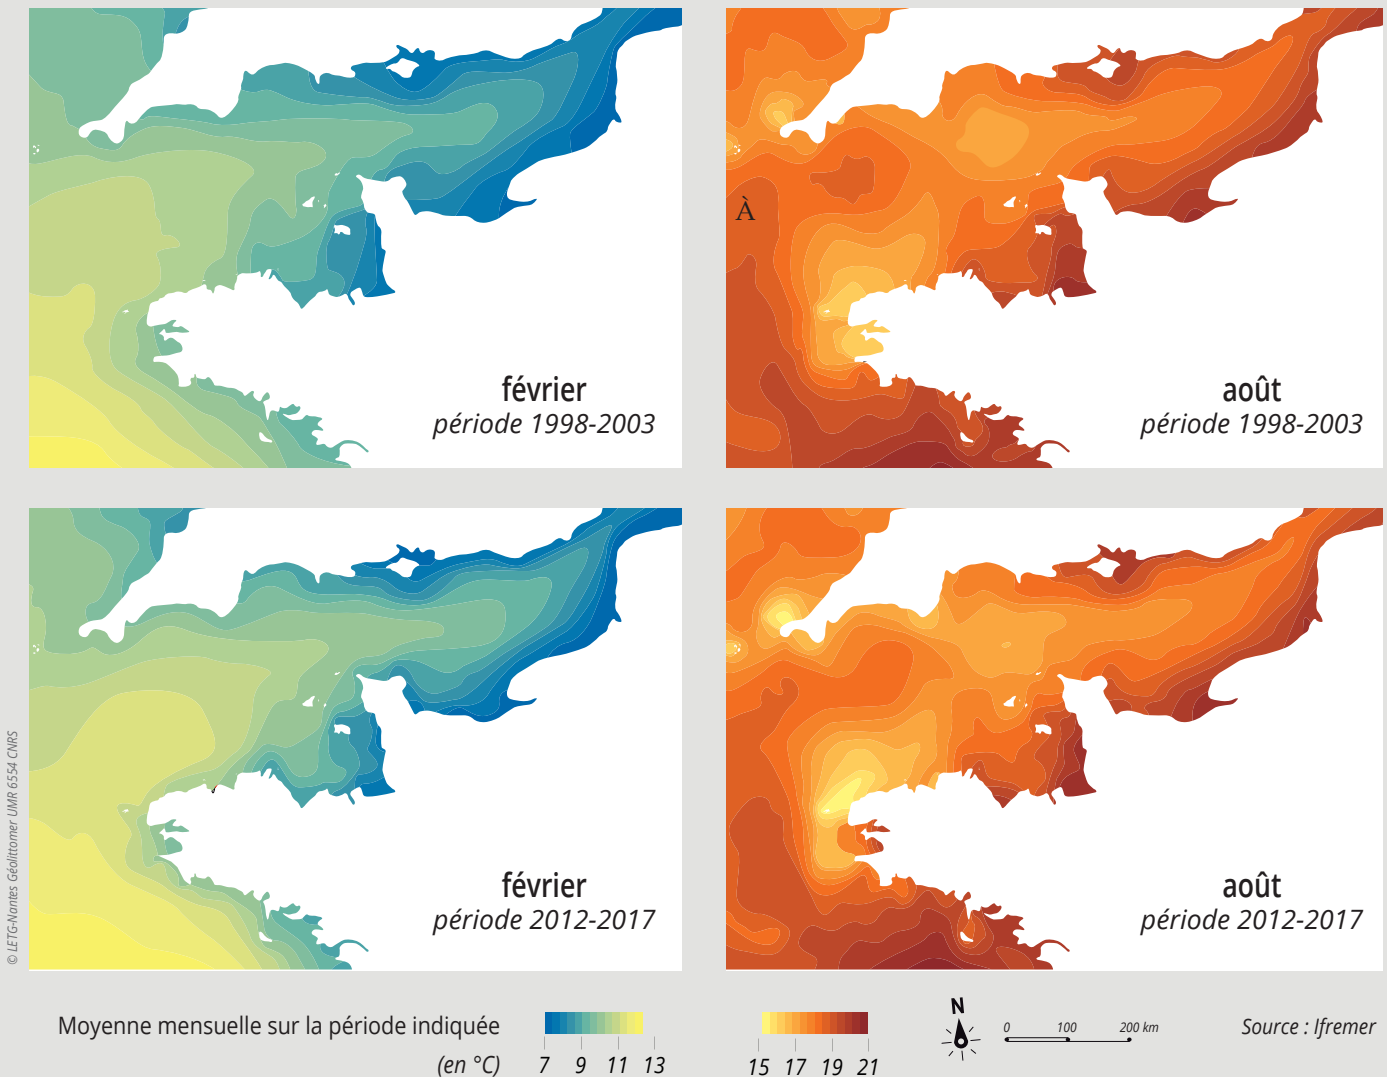 février
période 1998-2003
À
août
période 1998-2003
février
période 2012-2017
août
période 2012-2017
© LETG-Nantes Géolittomer UMR 6554 CNRS
Moyenne mensuelle sur la période indiquée
(en °C)
7 9 11 13
15 17 19 21
N
0 100 200 km
Source : Ifremer